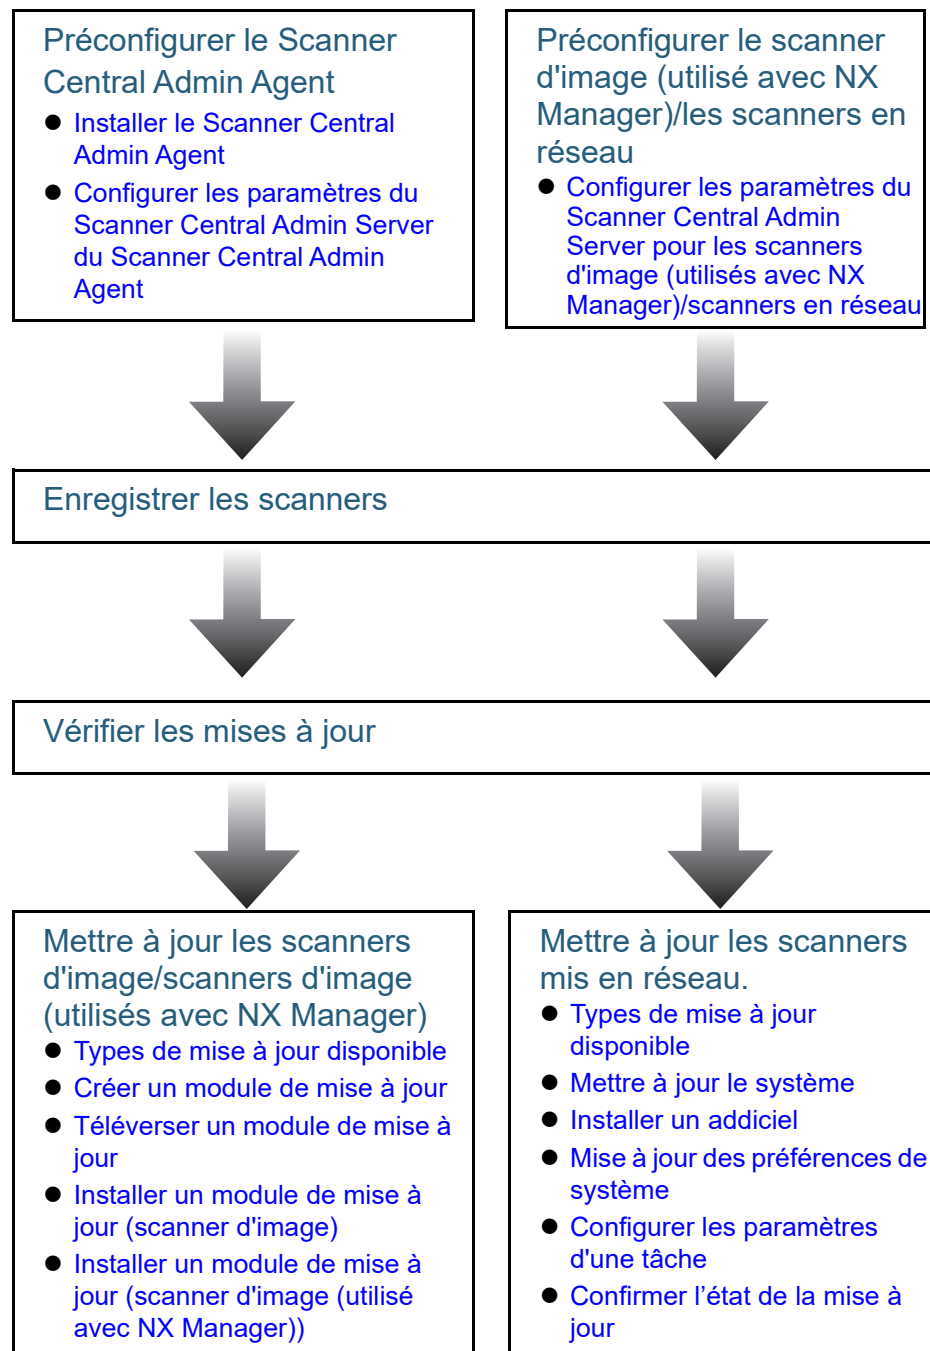 Préconfigurer le Scanner
Central Admin Agent
● Installer le Scanner Central
Admin Agent
● Configurer les paramètres du
Scanner Central Admin Server
du Scanner Central Admin
Agent
Préconfigurer le scanner
d'image (utilisé avec NX
Manager)/les scanners en
réseau
● Configurer les paramètres du
Scanner Central Admin
Server pour les scanners
d'image (utilisés avec NX
Manager)/scanners en réseau
Enregistrer les scanners
Vérifier les mises à jour
Mettre à jour les scanners
d'image/scanners d'image
(utilisés avec NX Manager)
● Types de mise à jour disponible
● Créer un module de mise à jour
● Téléverser un module de mise à
jour
● Installer un module de mise à
jour (scanner d'image)
● Installer un module de mise à
jour (scanner d'image (utilisé
avec NX Manager))
Mettre à jour les scanners
mis en réseau.
● Types de mise à jour
disponible
● Mettre à jour le système
● Installer un addiciel
● Mise à jour des préférences de
système
● Configurer les paramètres
d'une tâche
● Confirmer l’état de la mise à
jour